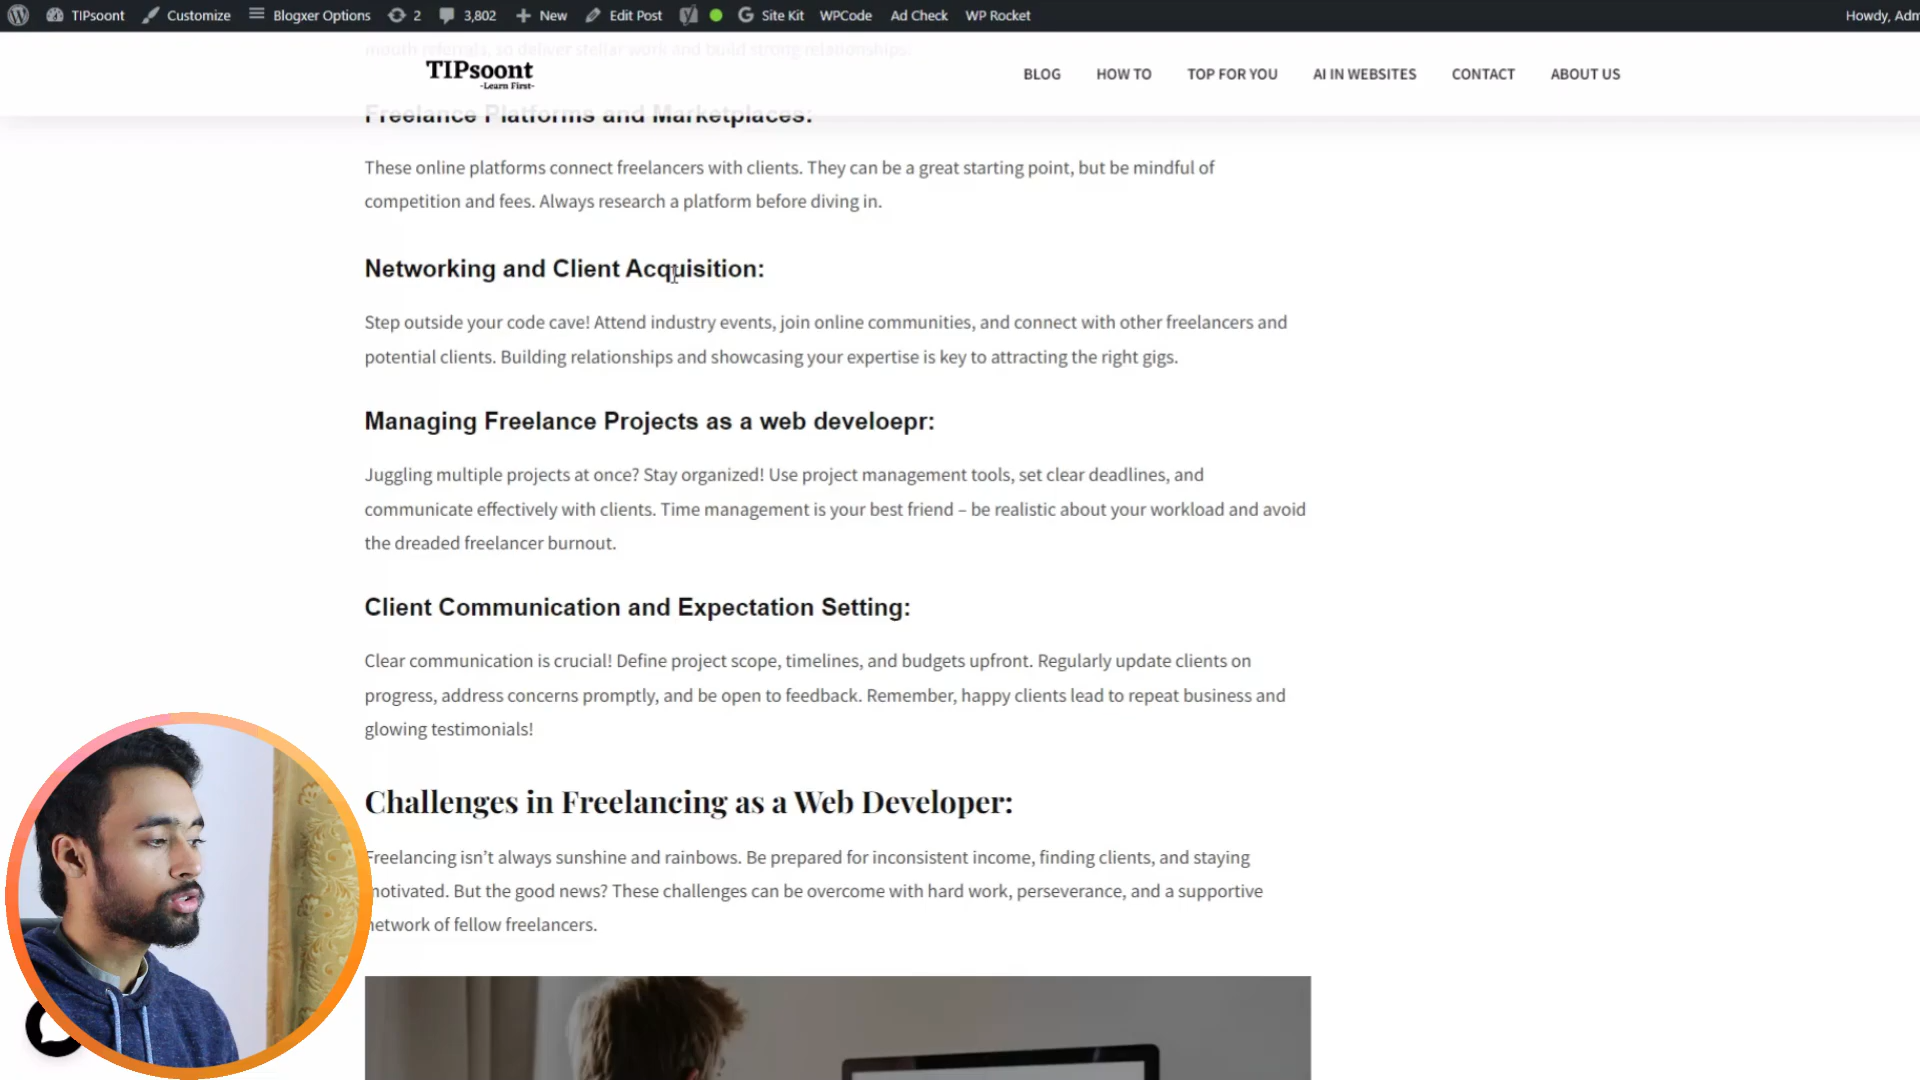 TIPsoont Customize Blogxer Options 2 3,802 New Edit Post Site Kit WPCode Ad Check WP Rocket Howdy, Adm
mouth referrals, so deliver stellar work and build strong relationships.
TIPsoont
-Learn First-
BLOG HOW TO TOP FOR YOU AI IN WEBSITES CONTACT ABOUT US
Freelance Platforms and Marketplaces:
These online platforms connect freelancers with clients. They can be a great starting point, but be mindful of
competition and fees. Always research a platform before diving in.
Networking and Client Acquisition:
Step outside your code cave! Attend industry events, join online communities, and connect with other freelancers and
potential clients. Building relationships and showcasing your expertise is key to attracting the right gigs.
Managing Freelance Projects as a web develoepr:
Juggling multiple projects at once? Stay organized! Use project management tools, set clear deadlines, and
communicate effectively with clients. Time management is your best friend – be realistic about your workload and avoid
the dreaded freelancer burnout.
Client Communication and Expectation Setting:
Clear communication is crucial! Define project scope, timelines, and budgets upfront. Regularly update clients on
progress, address concerns promptly, and be open to feedback. Remember, happy clients lead to repeat business and
glowing testimonials!
Challenges in Freelancing as a Web Developer:
Freelancing isn’t always sunshine and rainbows. Be prepared for inconsistent income, finding clients, and staying
motivated. But the good news? These challenges can be overcome with hard work, perseverance, and a supportive
network of fellow freelancers.